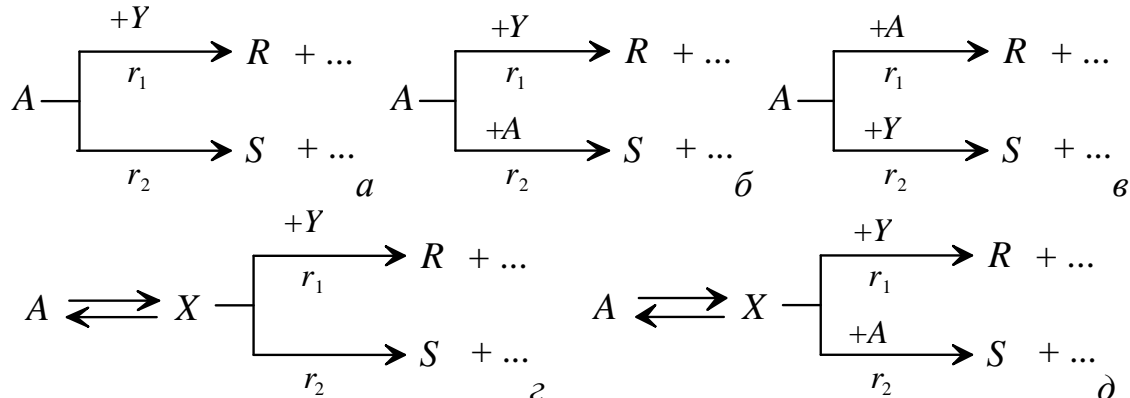 +Y +Y +A
R + ... R + ... R + ...
r₁ r₁ r₁
A A A
+A +Y
S + ... S + ... S + ...
r₂ а r₂ б r₂ в
+Y +Y
R + ... R + ...
r₁ r₁
A X A X
+A
S + ... S + ...
r₂ г r₂ д